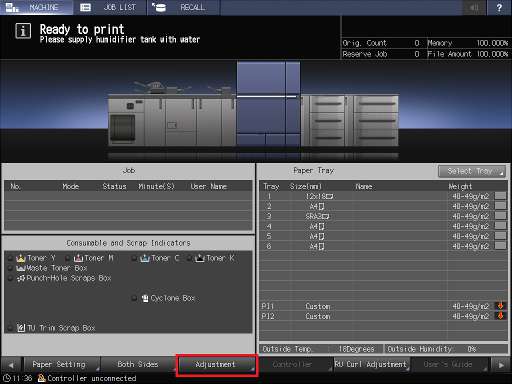 MACHINE JOB LIST RECALL ?
i Ready to print
Please supply humidifier tank with water
Orig. Count 0 Memory 100.000%
Reserve Job 0 File Amount 100.000%
Job
No. Mode Status Minute(S) User Name
Paper Tray Select Tray
Tray Size[mm] Name Weight
1 12x18 40-49g/m2
2 A4 40-49g/m2
3 SRA3 40-49g/m2
4 A4 40-49g/m2
5 A4 40-49g/m2
6 A4 40-49g/m2
PI1 Custom 40-49g/m2
PI2 Custom 40-49g/m2
Consumable and Scrap Indicators
Toner Y Toner M Toner C Toner K
Waste Toner Box
Punch-Hole Scraps Box
Cyclone Box
TU Trim Scrap Box
Outside Temp. : 16Degrees Outside Humidity: 0%
Paper Setting Both Sides Adjustment Controller RU Curl Adjustment User's Guide
11:36 Controller unconnected